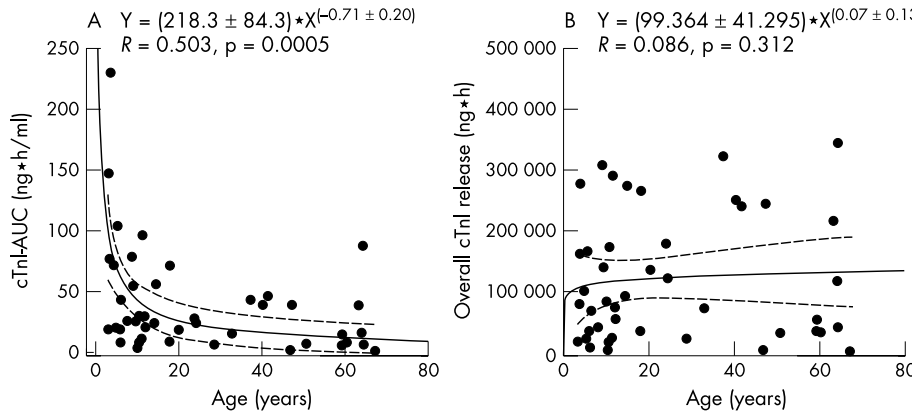 A Y = (218.3 ± 84.3)★X(−0.71 ± 0.20)
R = 0.503, p = 0.0005
250
200
150
100
50
0
cTnI-AUC (ng★h/ml)
0 20 40 60 80
Age (years)
B Y = (99.364 ± 41.295)★X(0.07 ± 0.13
R = 0.086, p = 0.312
500 000
400 000
300 000
200 000
100 000
0
Overall cTnI release (ng★h)
0 20 40 60 80
Age (years)